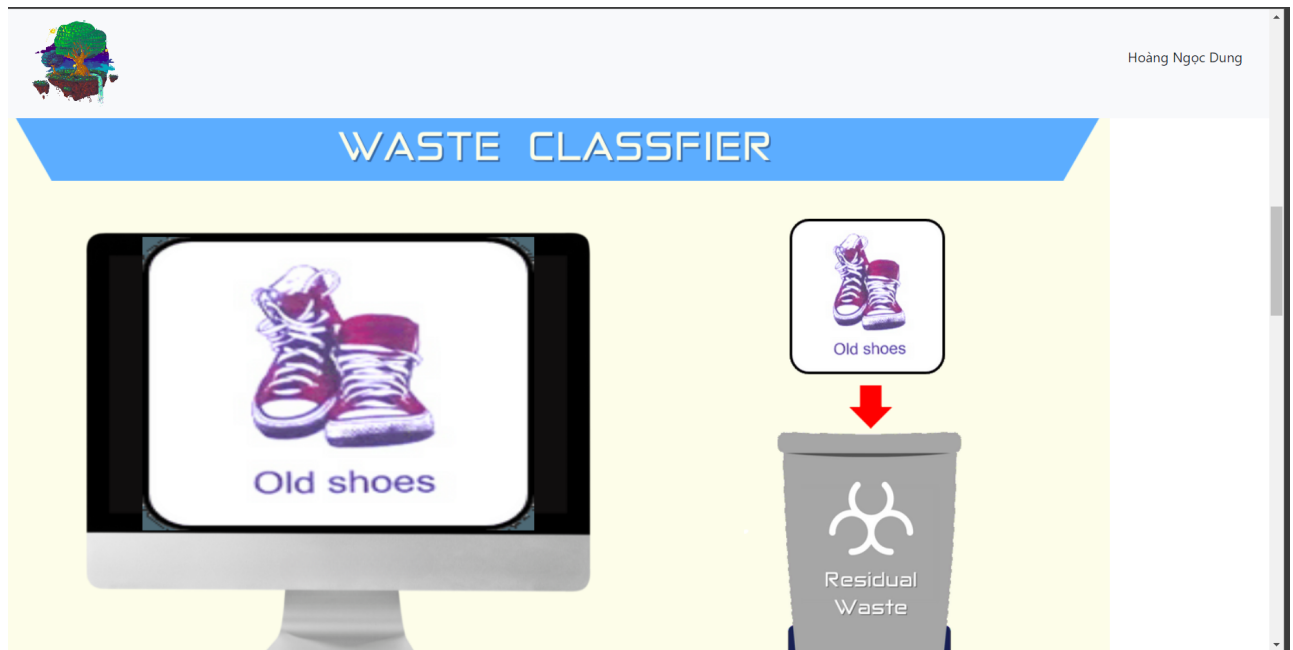 Hoàng Ngọc Dung
WASTE CLASSFIER
Old shoes
Old shoes
Residual
Waste